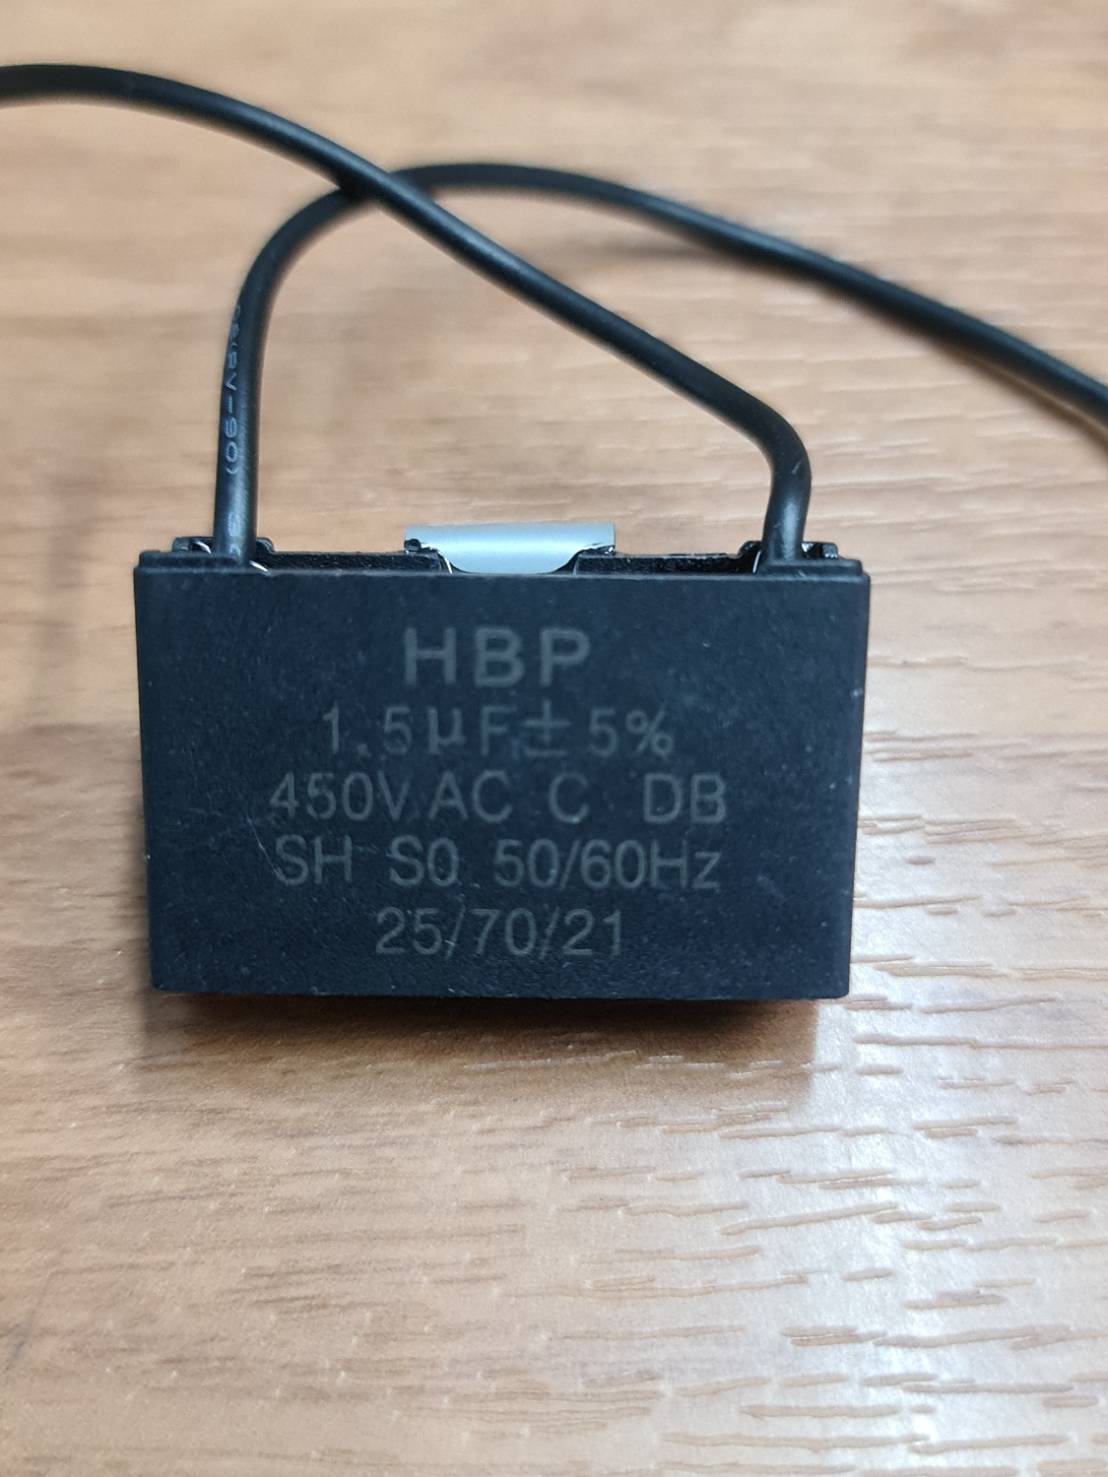 HBP
1.5μF±5%
450V.AC C DB
SH S0 50/60Hz
25/70/21